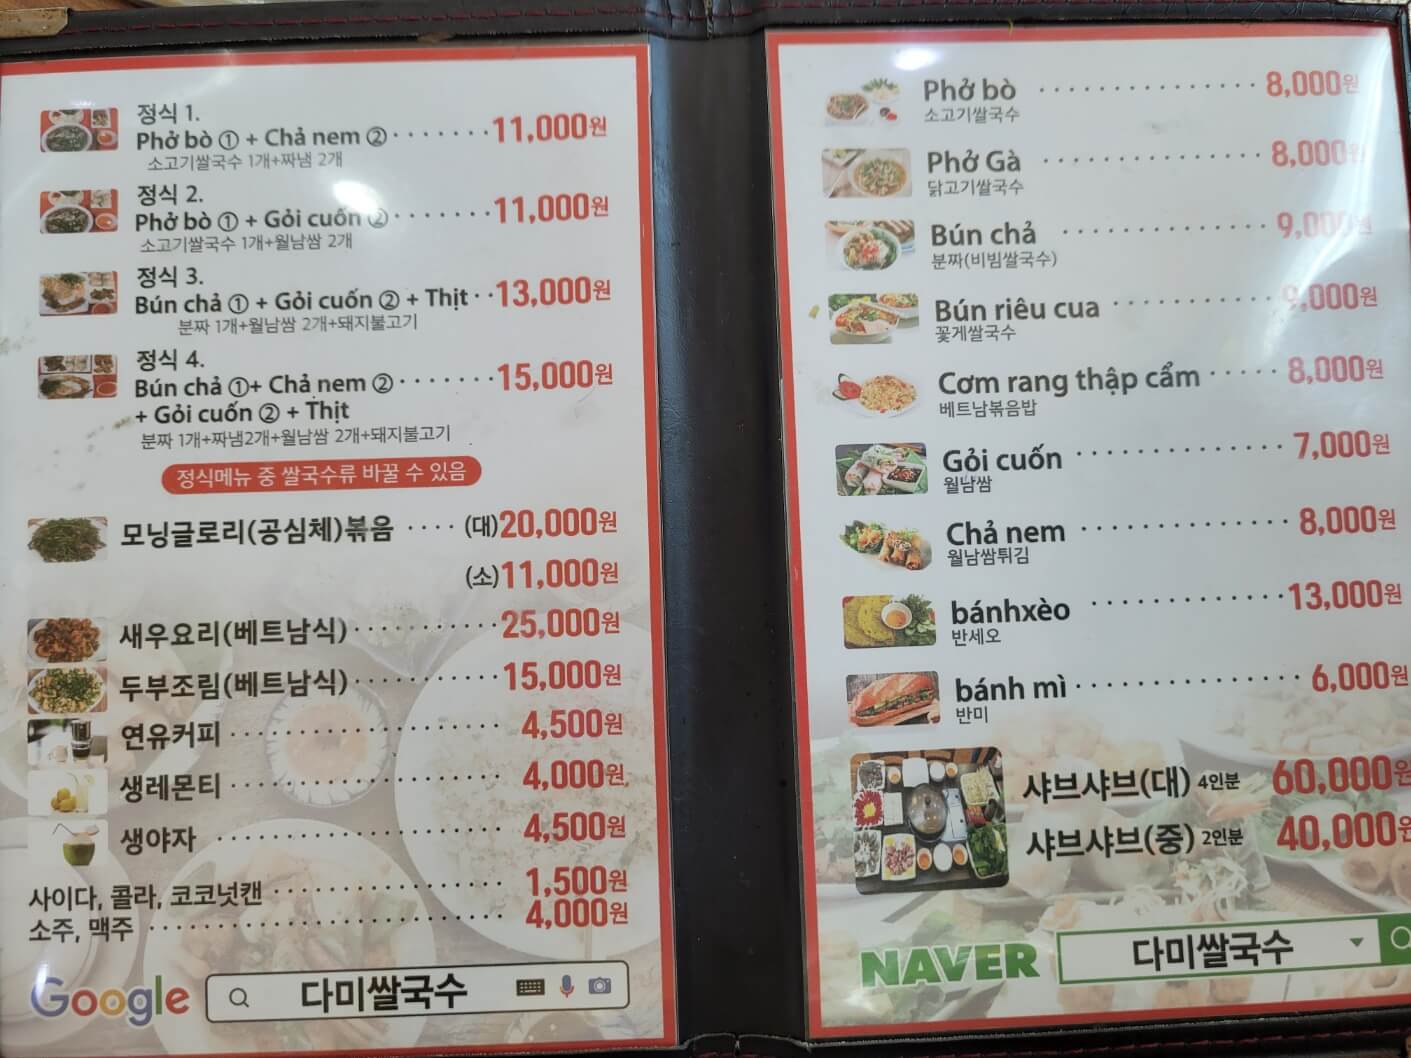 정식 1.
Phở bò ① + Chả nem ② ······· 11,000원
소고기쌀국수 1개+짜냄 2개
정식 2.
Phở bò ① + Gỏi cuốn ② ······· 11,000원
소고기쌀국수 1개+월남쌈 2개
정식 3.
Bún chả ① + Gỏi cuốn ② + Thịt ·· 13,000원
분짜 1개+월남쌈 2개+돼지불고기
정식 4.
Bún chả ①+ Chả nem ② ······· 15,000원
+ Gỏi cuốn ② + Thịt
분짜 1개+짜냄2개+월남쌈 2개+돼지불고기
정식메뉴 중 쌀국수류 바꿀 수 있음
모닝글로리(공심체)볶음 ···· (대)20,000원
(소)11,000원
새우요리(베트남식) ··········· 25,000원
두부조림(베트남식) ··········· 15,000원
연유커피 ···················· 4,500원
생레몬티 ···················· 4,000원
생야자 ····················· 4,500원
사이다, 콜라, 코코넛캔 ················· 1,500원
소주, 맥주 ·························· 4,000원
Google 다미쌀국수
Phở bò ················ 8,000원
소고기쌀국수
Phở Gà ················ 8,000원
닭고기쌀국수
Bún chả ··············· 9,000원
분짜(비빔쌀국수)
Bún riêu cua ············ 9,000원
꽃게쌀국수
Cơm rang thập cẩm ····· 8,000원
베트남볶음밥
Gỏi cuốn ················ 7,000원
월남쌈
Chả nem ················ 8,000원
월남쌈튀김
bánhxèo ··············· 13,000원
반세오
bánh mì ················· 6,000원
반미
샤브샤브(대) 4인분 60,000원
샤브샤브(중) 2인분 40,000원
NAVER 다미쌀국수